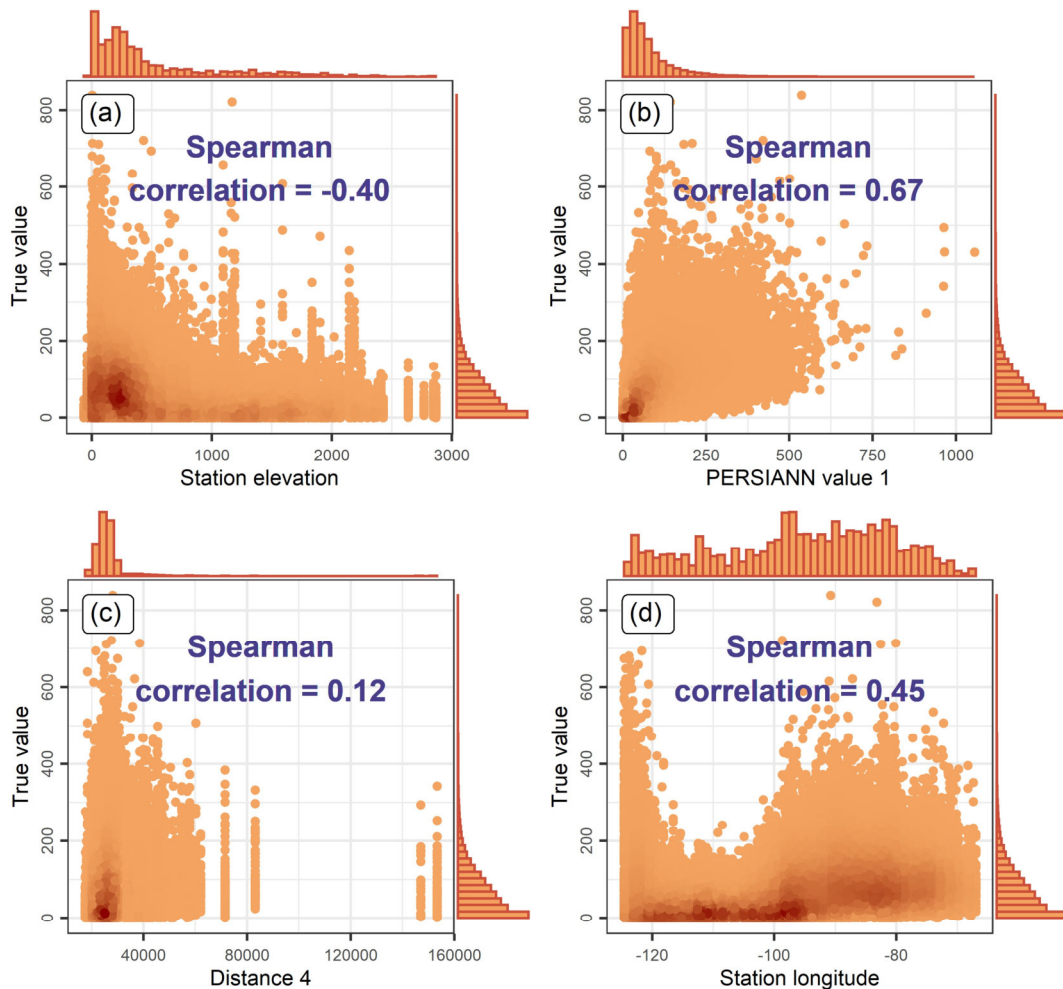 (a)
Spearman
correlation = -0.40
True value
800
600
400
200
0
0 1000 2000 3000
Station elevation
(b)
Spearman
correlation = 0.67
True value
800
600
400
200
0
0 250 500 750 1000
PERSIANN value 1
(c)
Spearman
correlation = 0.12
True value
800
600
400
200
0
40000 80000 120000 160000
Distance 4
(d)
Spearman
correlation = 0.45
True value
800
600
400
200
0
-120 -100 -80
Station longitude